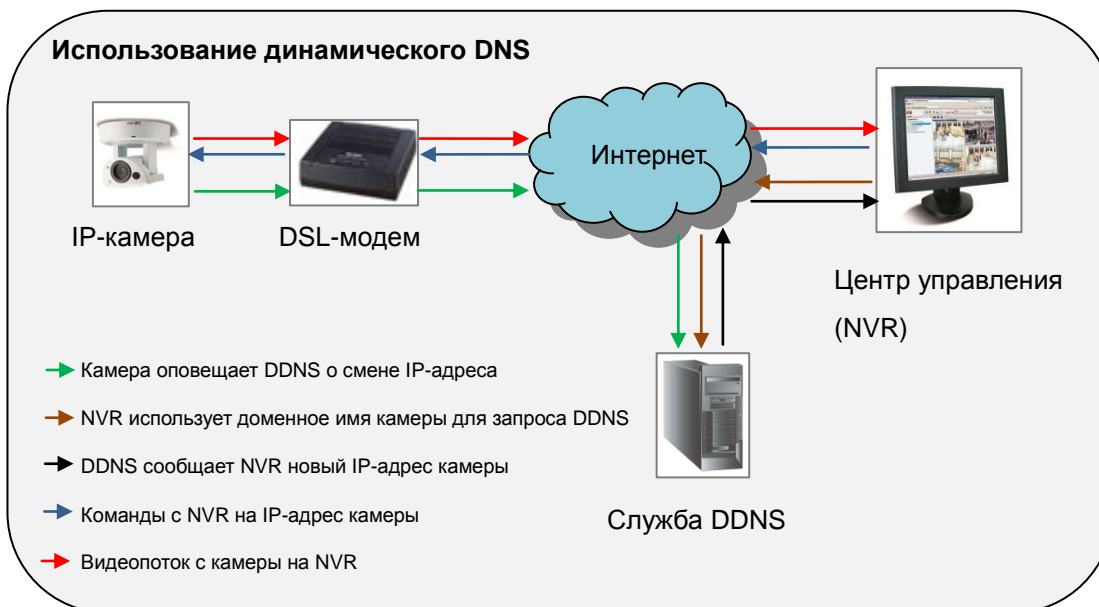 Использование динамического DNS
Интернет
IP-камера
DSL-модем
Центр управления
(NVR)
Камера оповещает DDNS о смене IP-адреса
NVR использует доменное имя камеры для запроса DDNS
DDNS сообщает NVR новый IP-адрес камеры
Команды с NVR на IP-адрес камеры
Видеопоток с камеры на NVR
Служба DDNS